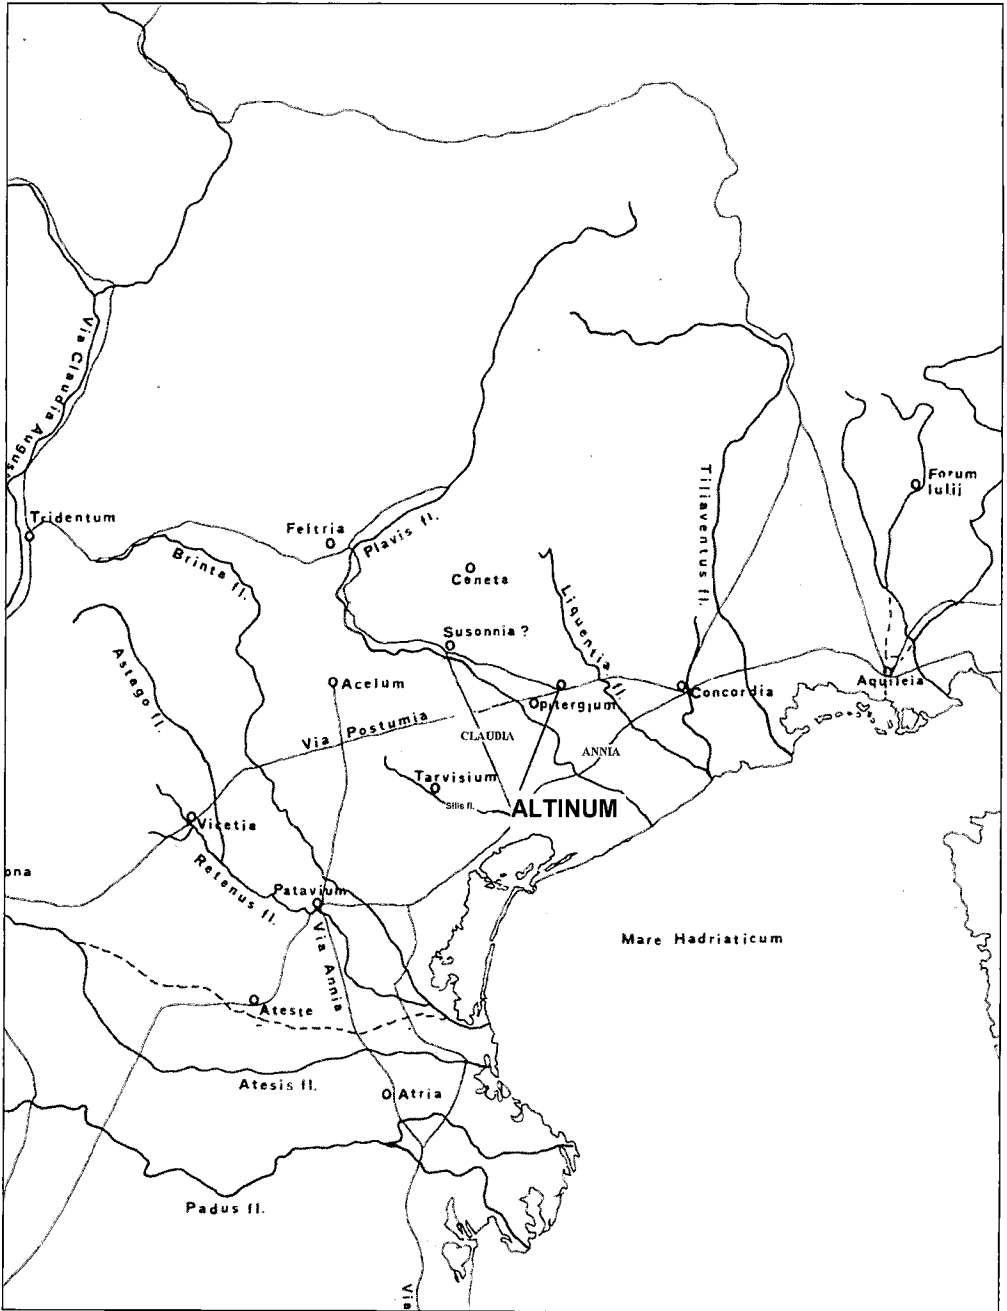 Via Claudia Augus
Tridentum
Feltria
Plavis fl.
Brinta fl.
Ceneta
Forum
Iulii
Tiliaventus fl.
Liquentia fl.
Susonnia ?
Astago fl.
Acelum
Opitergium
Concordia
Aquileia
Via Postumia
CLAUDIA
ANNIA
Tarvisium
Silis fl.
ALTINUM
Vicetia
ona
Retenus fl.
Patavium
Via Annia
Mare Hadriaticum
Ateste
Atesis fl.
Atria
Padus fl.
Via